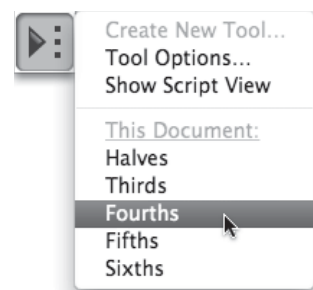 Create New Tool...
Tool Options...
Show Script View
This Document:
Halves
Thirds
Fourths
Fifths
Sixths